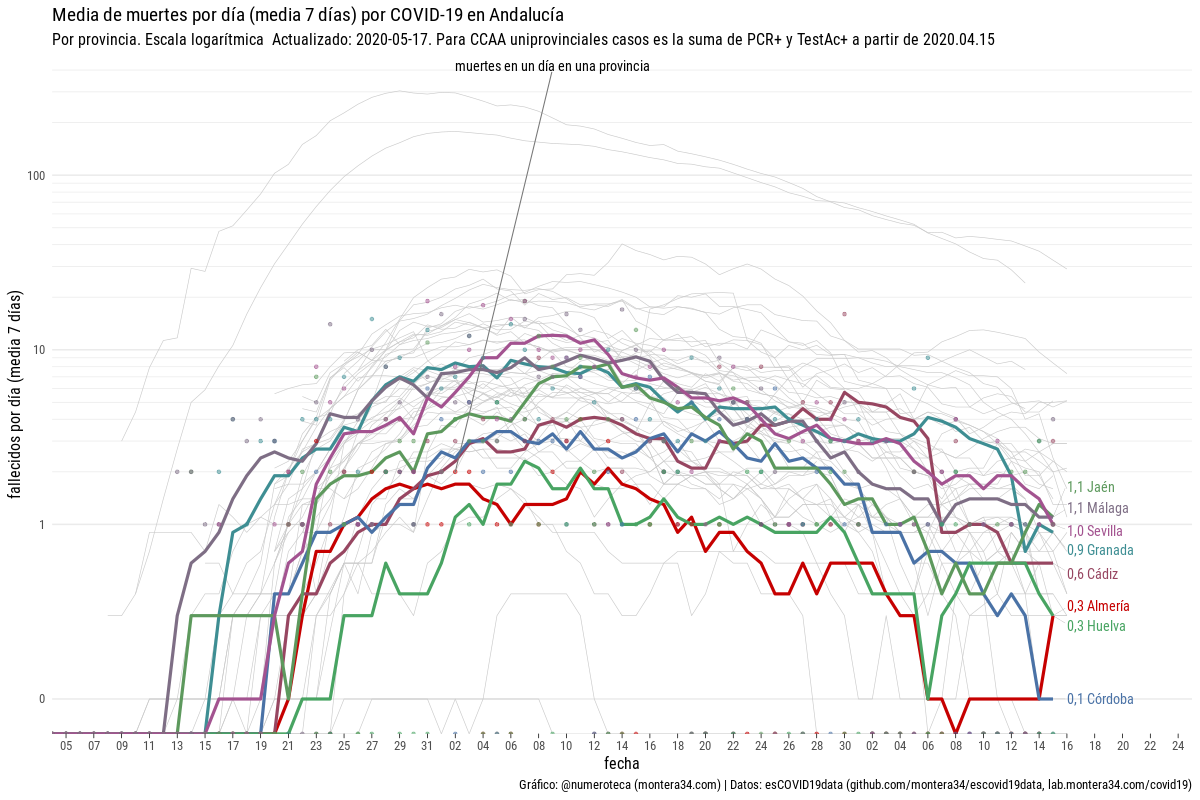 Media de muertes por día (media 7 días) por COVID-19 en Andalucía
Por provincia. Escala logarítmica  Actualizado: 2020-05-17. Para CCAA uniprovinciales casos es la suma de PCR+ y TestAc+ a partir de 2020.04.15
muertes en un día en una provincia
fallecidos por día (media  7 días)
100
10
1
0
1,1 Jaén
1,1 Málaga
1,0 Sevilla
0,9 Granada
0,6 Cádiz
0,3 Almería
0,3 Huelva
0,1 Córdoba
05 07 09 11 13 15 17 19 21 23 25 27 29 31 02 04 06 08 10 12 14 16 18 20 22 24 26 28 30 02 04 06 08 10 12 14 16 18 20 22 24
fecha
Gráfico: @numeroteca (montera34.com) | Datos: esCOVID19data (github.com/montera34/escovid19data, lab.montera34.com/covid19)